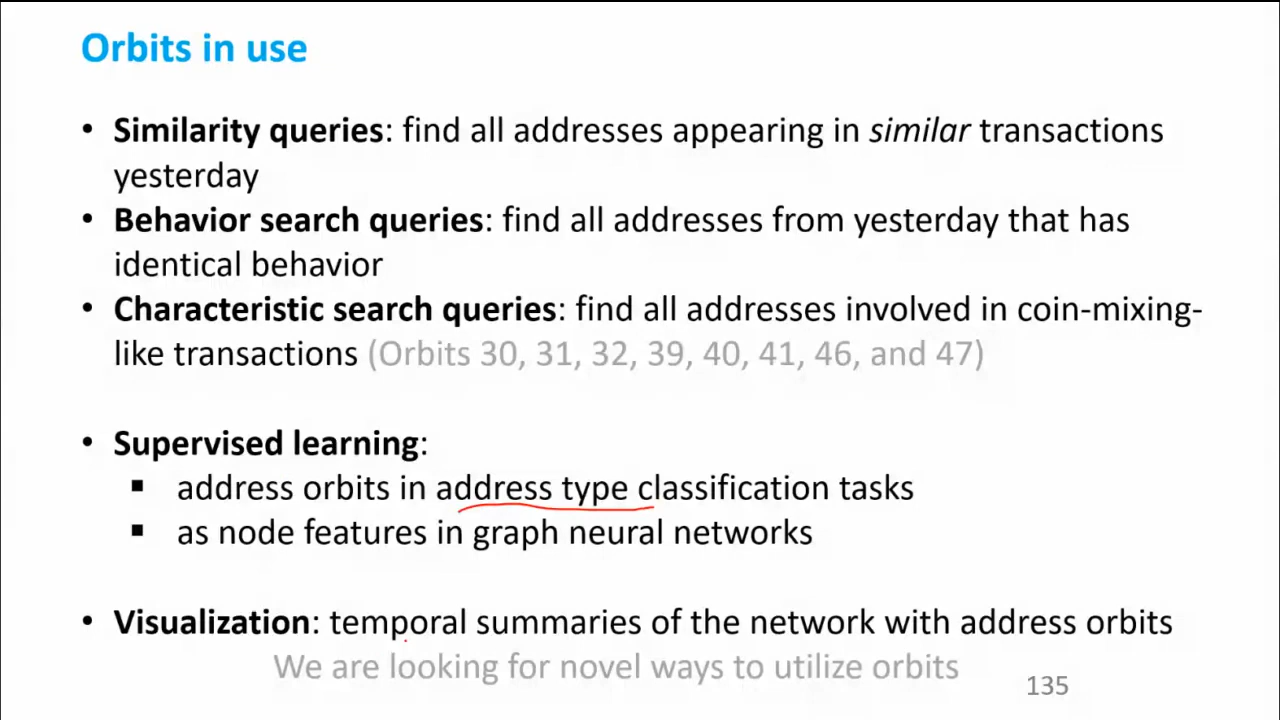 Orbits in use
• Similarity queries: find all addresses appearing in similar transactions
yesterday
• Behavior search queries: find all addresses from yesterday that has
identical behavior
• Characteristic search queries: find all addresses involved in coin-mixing-
like transactions (Orbits 30, 31, 32, 39, 40, 41, 46, and 47)
• Supervised learning:
▪ address orbits in address type classification tasks
▪ as node features in graph neural networks
• Visualization: temporal summaries of the network with address orbits
We are looking for novel ways to utilize orbits
135